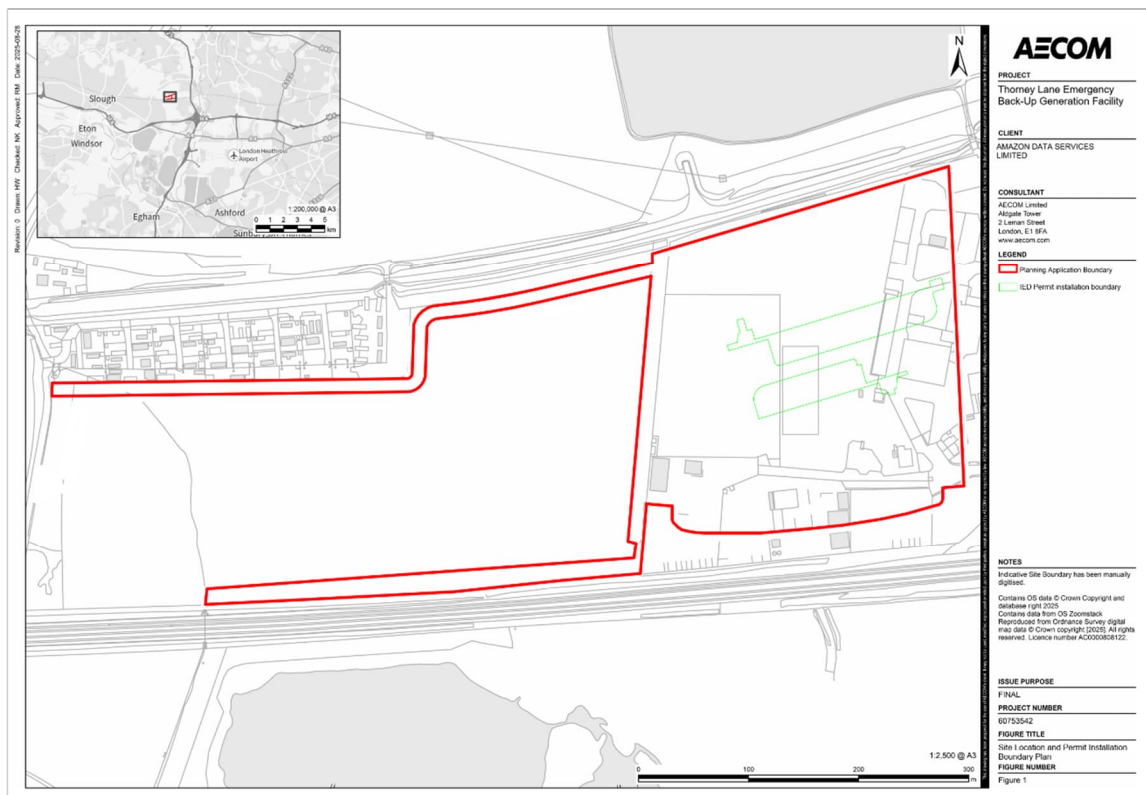 Revision: 0 Drawn: HW Checked: NK Approved: RM Date: 2025-08-28
Slough
Eton
Windsor
London Heathrow
Airport
Egham
Ashford
1:200,000 @ A3
0 1 2 3 4 5
km
N
AECOM
PROJECT
Thorney Lane Emergency
Back-Up Generation Facility
CLIENT
AMAZON DATA SERVICES
LIMITED
CONSULTANT
AECOM Limited
Aldgate Tower
2 Leman Street
London, E1 8FA
www.aecom.com
LEGEND
Planning Application Boundary
IED Permit installation boundary
NOTES
Indicative Site Boundary has been manually
digitised.
Contains OS data © Crown Copyright and
database right 2025
Contains data from OS Zoomstack
Reproduced from Ordnance Survey digital
map data © Crown copyright [2025]. All rights
reserved. Licence number AC0000808122.
ISSUE PURPOSE
FINAL
PROJECT NUMBER
60753542
FIGURE TITLE
Site Location and Permit Installation
Boundary Plan
FIGURE NUMBER
Figure 1
1:2,500 @ A3
0 100 200 300
m